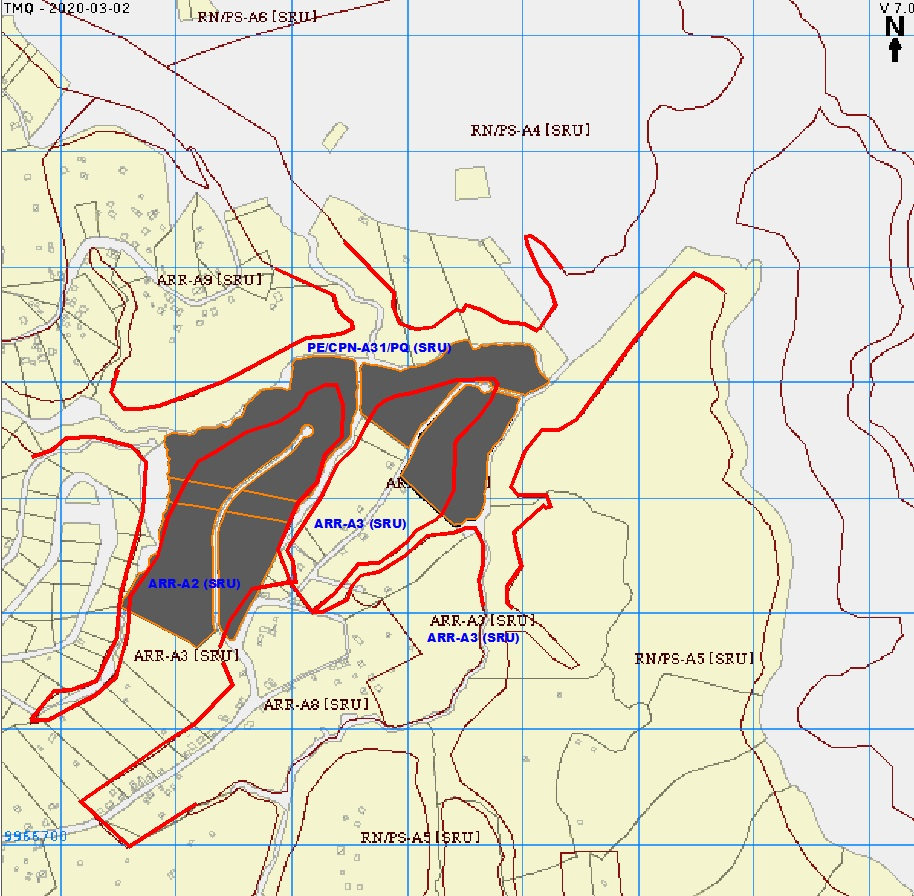 TMQ - 2020-03-02
V 7.0
RN/PS-A6 [SRU]
N
RN/PS-A4 [SRU]
ARR-A9 [SRU]
PE/CPN-A31/PQ (SRU)
ARR-A3 (SRU)
ARR-A2 (SRU)
ARR-A3 [SRU]
ARR-A3 (SRU)
ARR-A3 [SRU]
RN/PS-A5 [SRU]
ARR-A8 [SRU]
9966700
RN/PS-A5 [SRU]